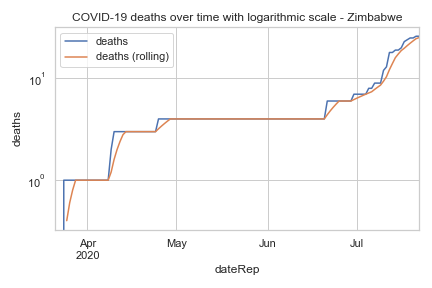 COVID-19 deaths over time with logarithmic scale - Zimbabwe
deaths
deaths (rolling)
10¹
10⁰
deaths
Apr
2020
May
Jun
Jul
dateRep